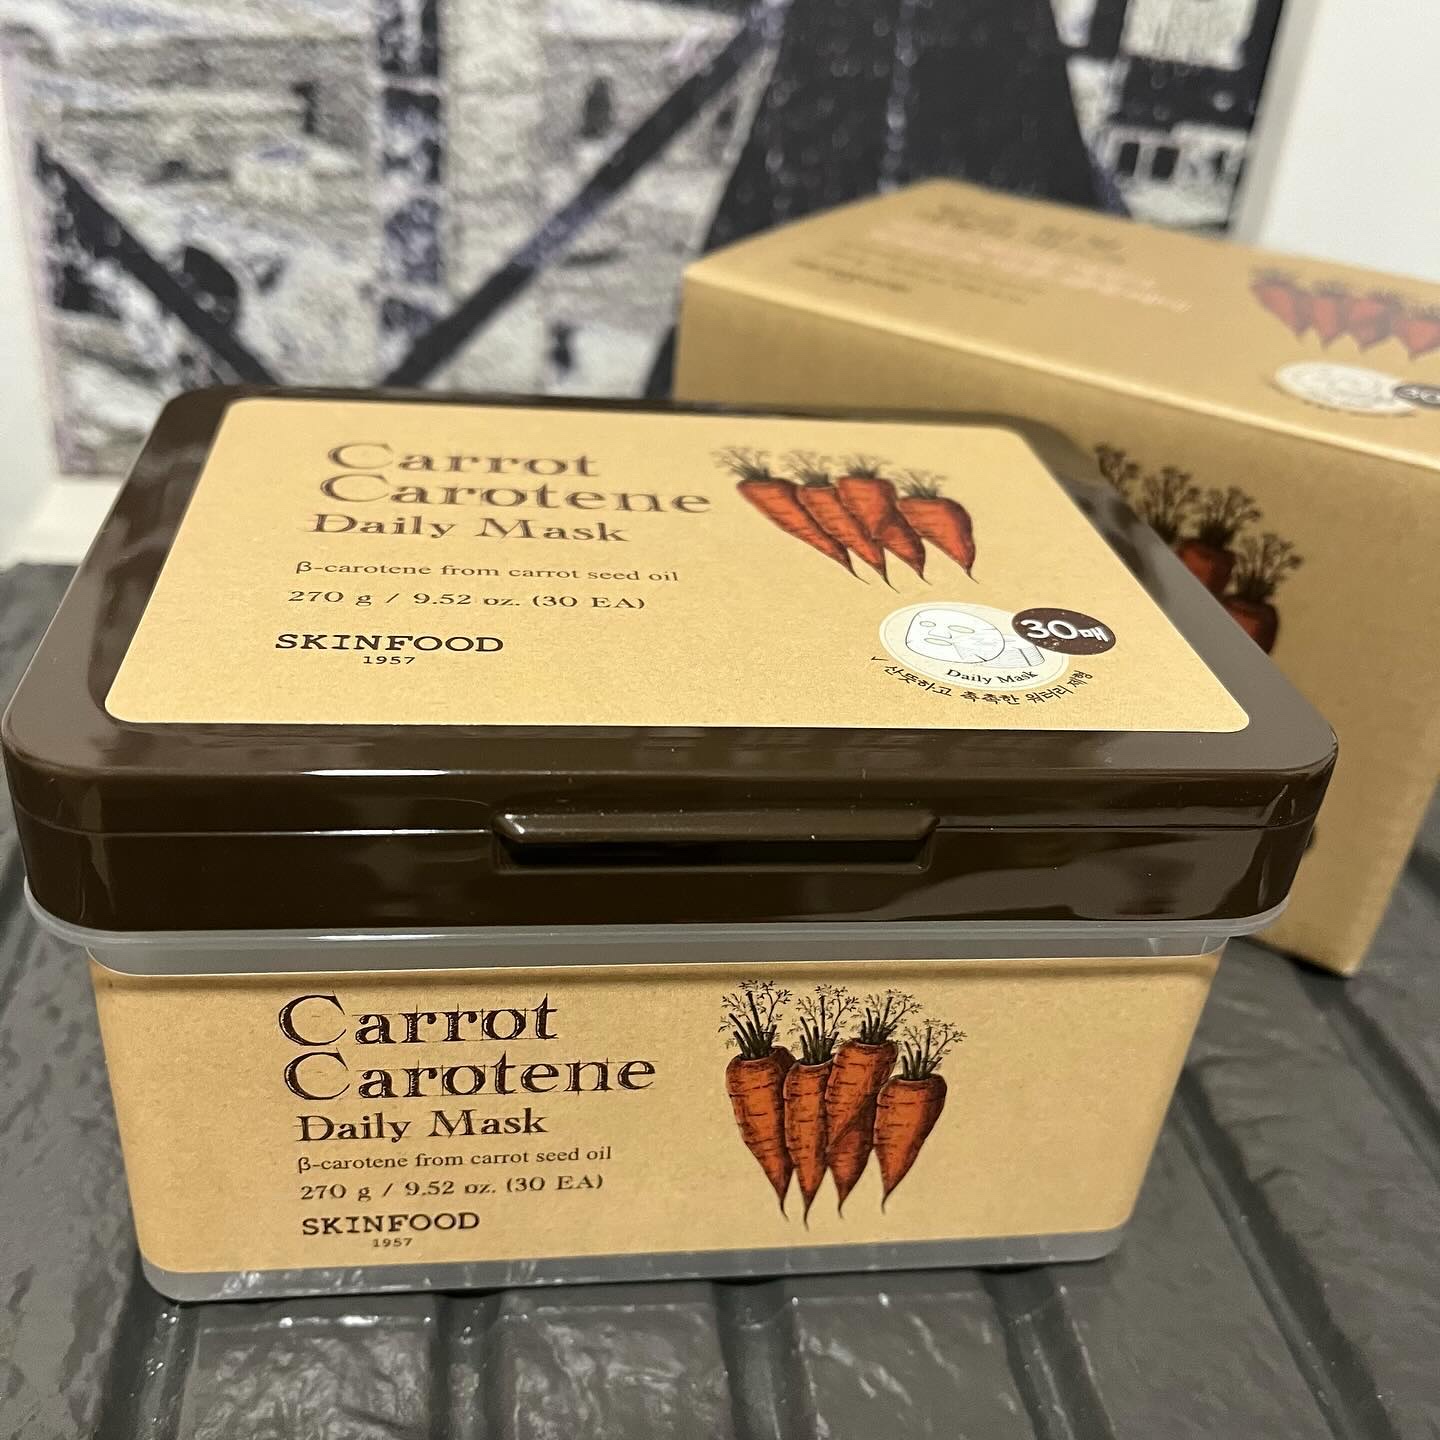 Carrot
Carotene
Daily Mask
β-carotene from carrot seed oil
270 g / 9.52 oz. (30 EA)
SKINFOOD
1957
30매
Daily Mask
✓ 산뜻하고 촉촉한 워터리 제형
Carrot
Carotene
Daily Mask
β-carotene from carrot seed oil
270 g / 9.52 oz. (30 EA)
SKINFOOD
1957